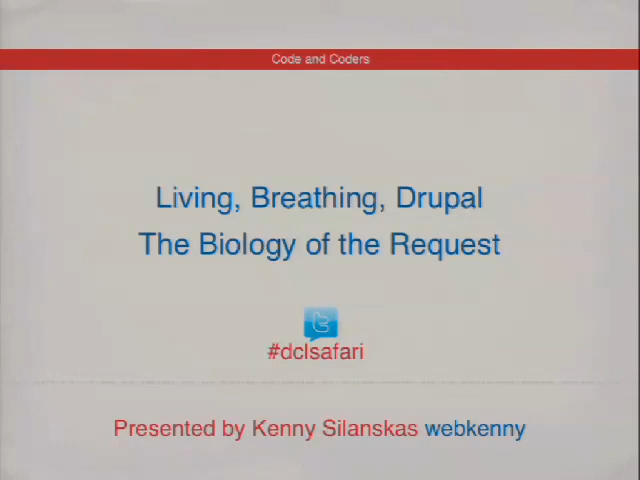 Code and Coders
Living, Breathing, Drupal
The Biology of the Request
#dclsafari
Presented by Kenny Silanskas webkenny